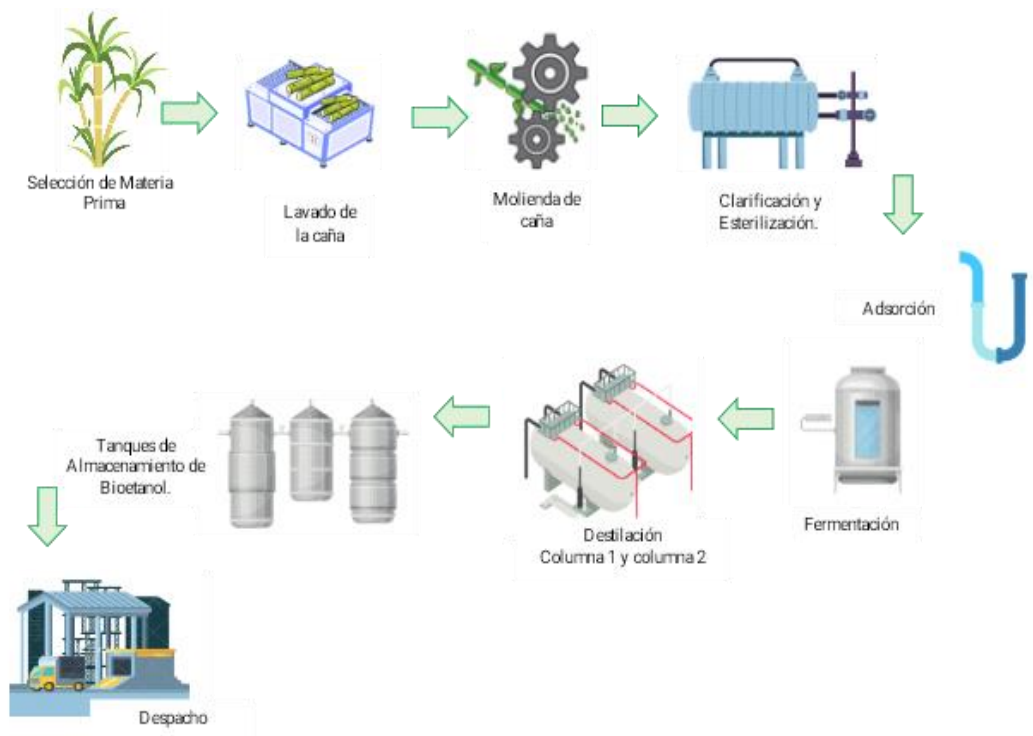 Selección de Materia
Prima
Lavado de
la caña
Molienda de
caña
Clarificación y
Esterilización.
Adsorción
Fermentación
Destilación
Columna 1 y columna 2
Tanques de
Almacenamiento de
Bioetanol.
Despacho